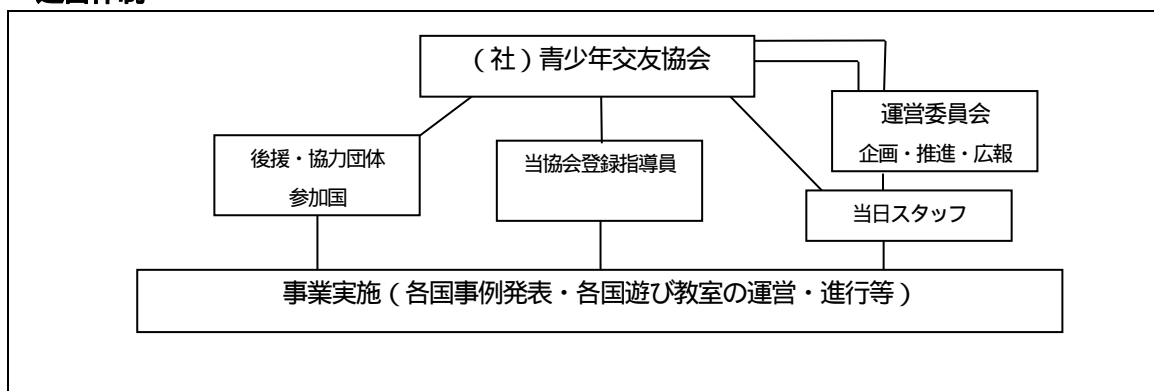 （社）青少年交友協会
運営委員会
企画・推進・広報
後援・協力団体
参加国
当協会登録指導員
当日スタッフ
事業実施（各国事例発表・各国遊び教室の運営・進行等）